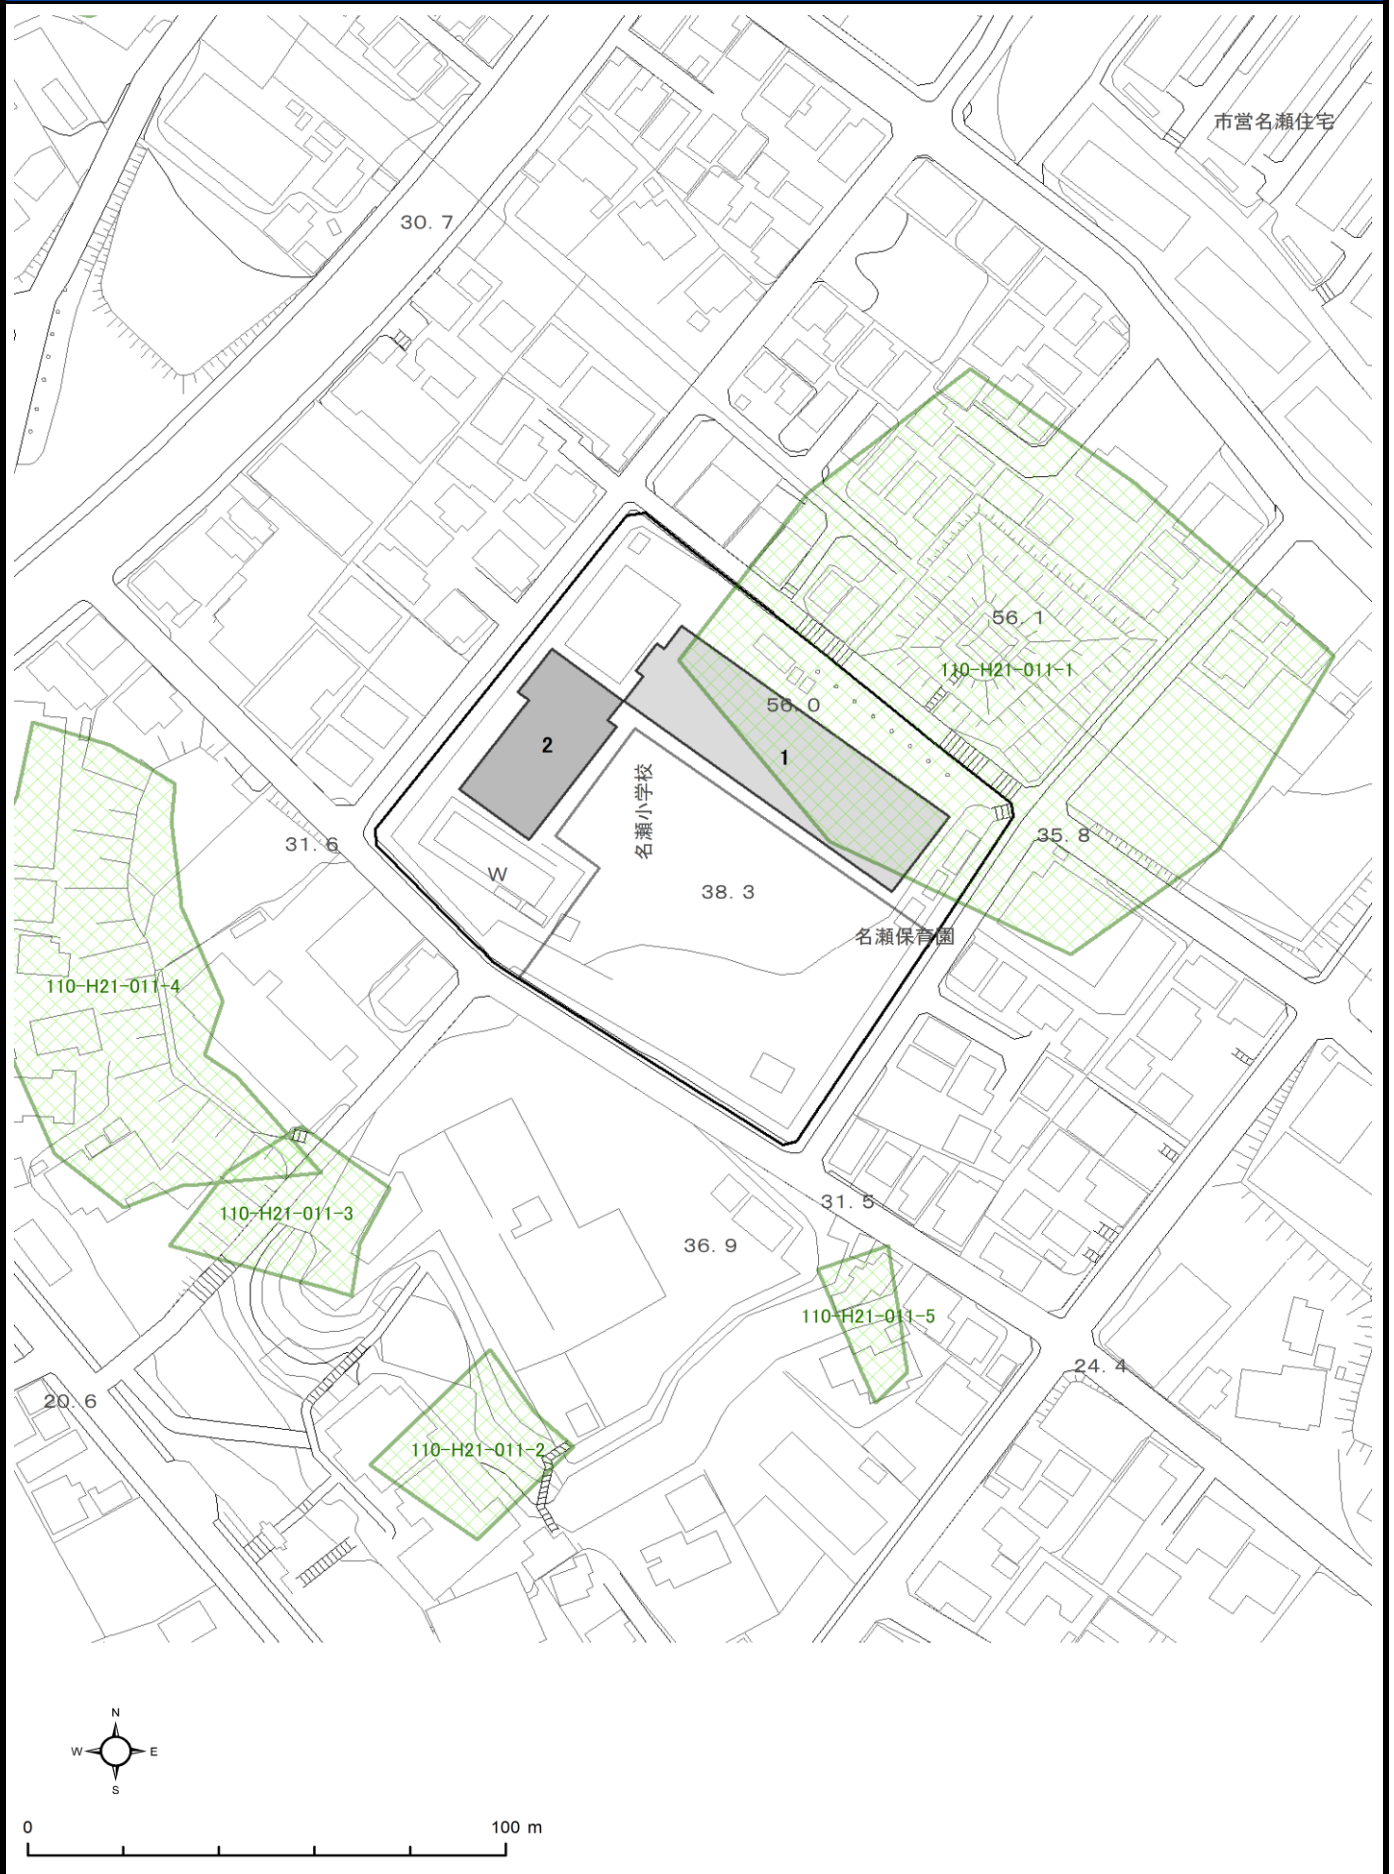 市営名瀬住宅
30. 7
56. 1
110-H21-011-1
56. 0
2
1
名瀬小学校
31. 6
35. 8
W
38. 3
名瀬保育園
110-H21-011-4
31. 5
110-H21-011-3
36. 9
110-H21-011-5
24. 4
20. 6
110-H21-011-2
N
W
E
S
0
100 m